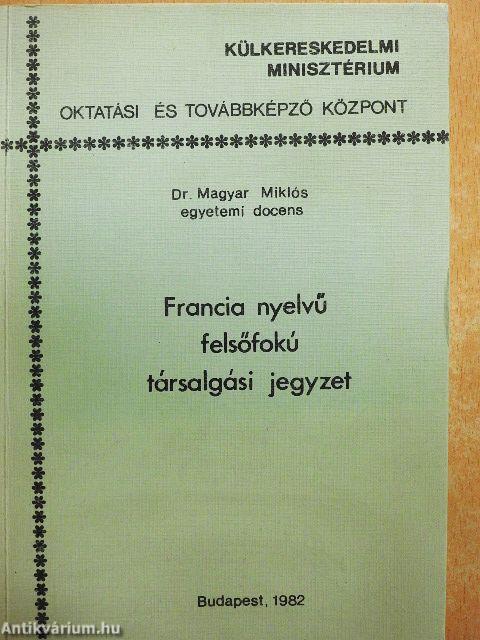 KÜLKERESKEDELMI
MINISZTÉRIUM
OKTATÁSI ÉS TOVÁBBKÉPZŐ KÖZPONT
Dr. Magyar Miklós
egyetemi docens
Francia nyelvű
felsőfokú
társalgási jegyzet
Budapest, 1982
Antikvárium.hu